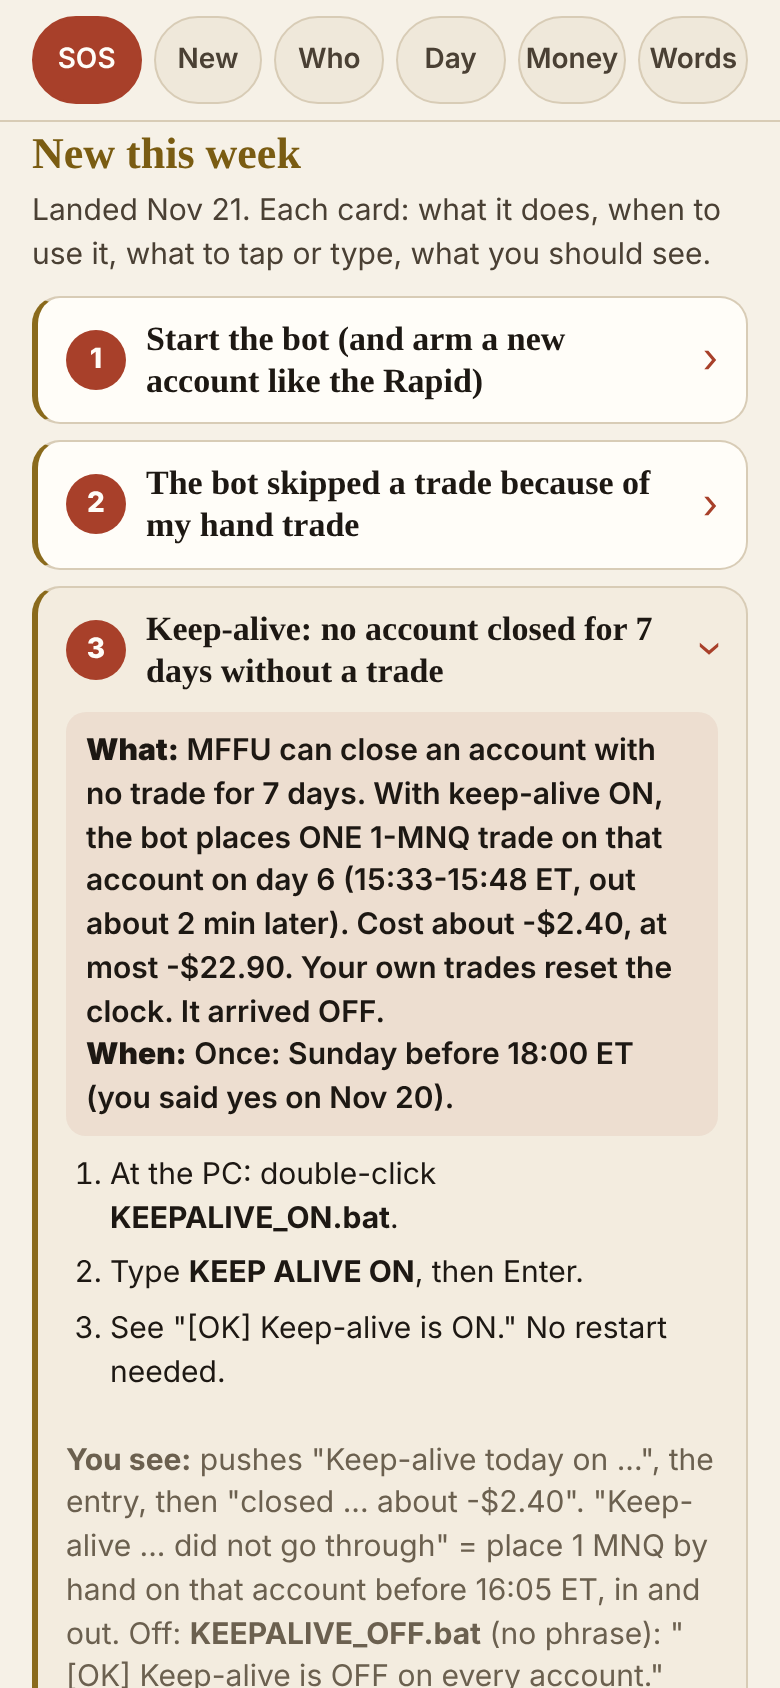 SOS New Who Day Money Words
New this week
Landed Nov 21. Each card: what it does, when to
use it, what to tap or type, what you should see.
1 Start the bot (and arm a new
account like the Rapid) ›
2 The bot skipped a trade because of
my hand trade ›
3 Keep-alive: no account closed for 7
days without a trade
What: MFFU can close an account with
no trade for 7 days. With keep-alive ON,
the bot places ONE 1-MNQ trade on that
account on day 6 (15:33-15:48 ET, out
about 2 min later). Cost about -$2.40, at
most -$22.90. Your own trades reset the
clock. It arrived OFF.
When: Once: Sunday before 18:00 ET
(you said yes on Nov 20).
1. At the PC: double-click
KEEPALIVE_ON.bat.
2. Type KEEP ALIVE ON, then Enter.
3. See "[OK] Keep-alive is ON." No restart
needed.
You see: pushes "Keep-alive today on ...", the
entry, then "closed ... about -$2.40". "Keep-
alive ... did not go through" = place 1 MNQ by
hand on that account before 16:05 ET, in and
out. Off: KEEPALIVE_OFF.bat (no phrase): "
[OK] Keep-alive is OFF on every account."